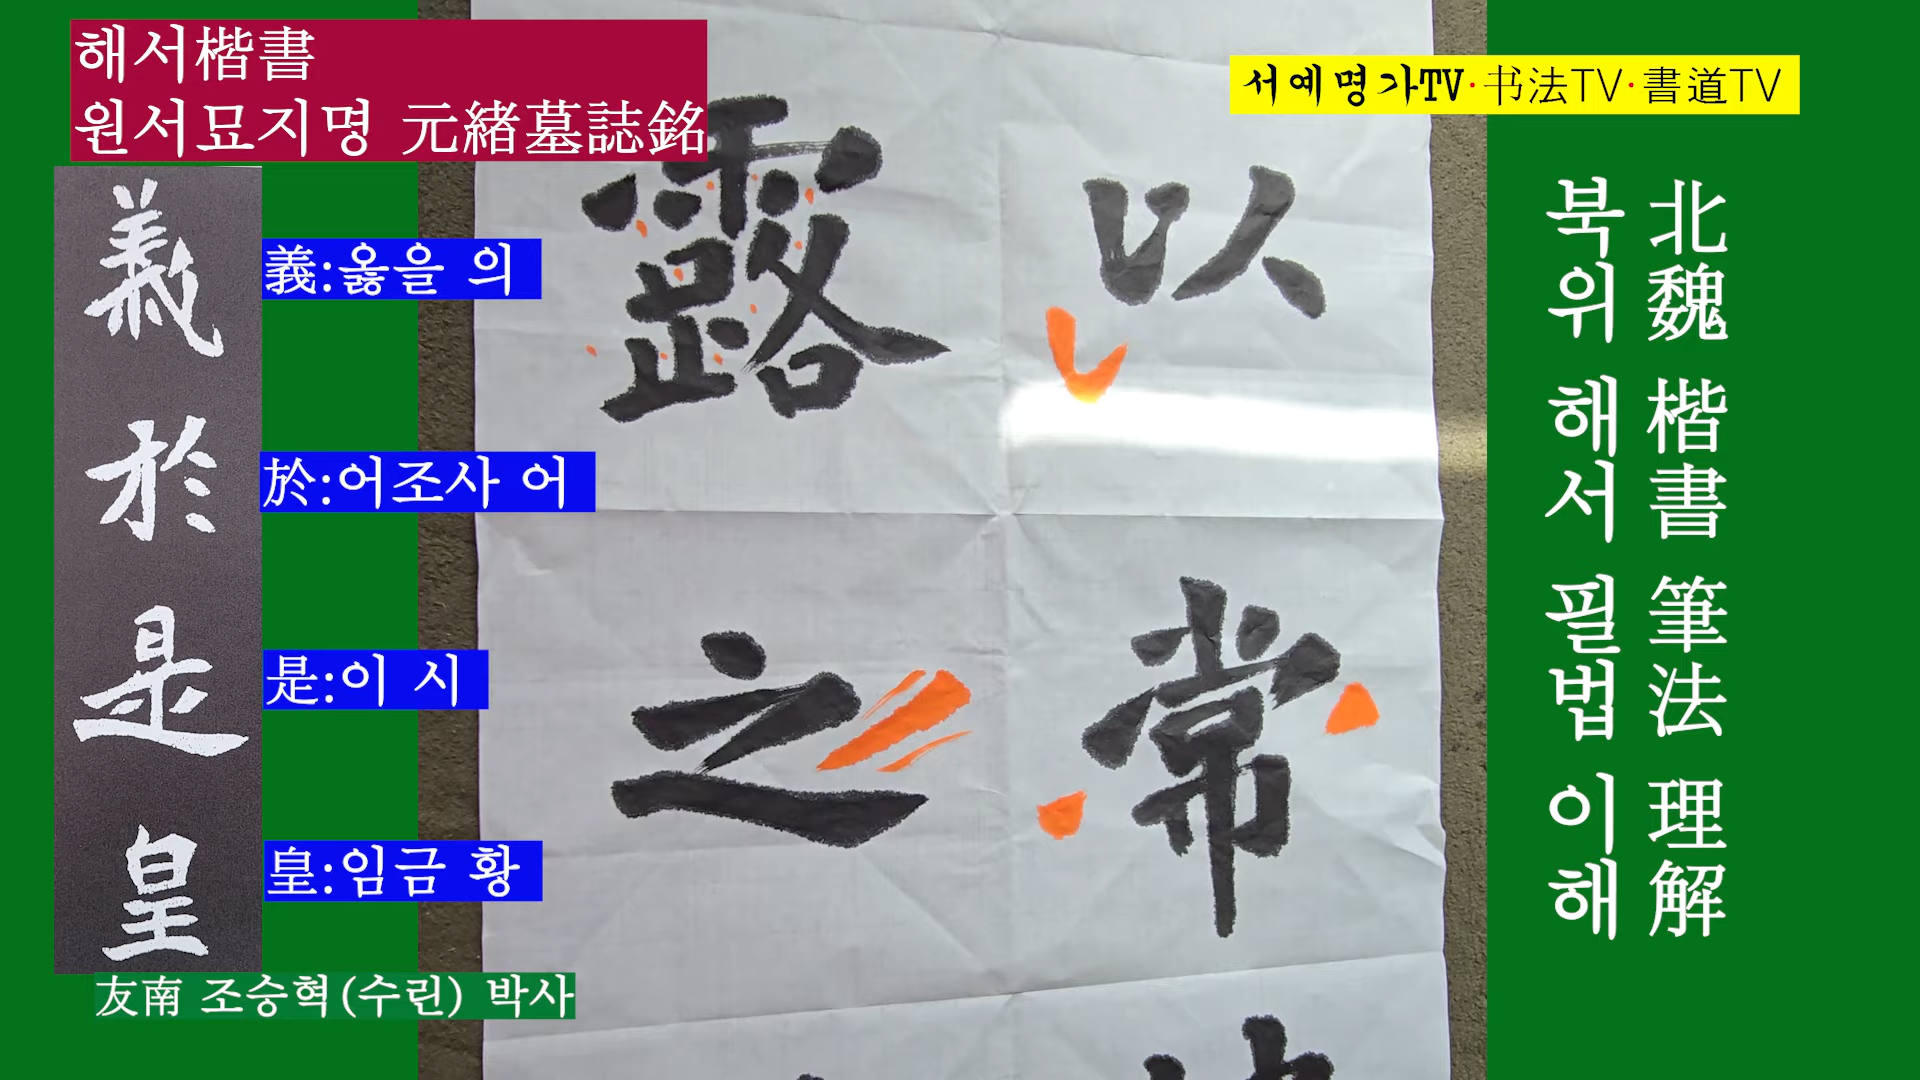 해서楷書
원서묘지명 元緖墓誌銘
서예명가TV·书法TV·書道TV
義
於
是
皇
義:옳을 의
於:어조사 어
是:이 시
皇:임금 황
友南 조승혁(수린) 박사
以
常
露
之
北魏 楷書 筆法 理解
북위 해서 필법 이해